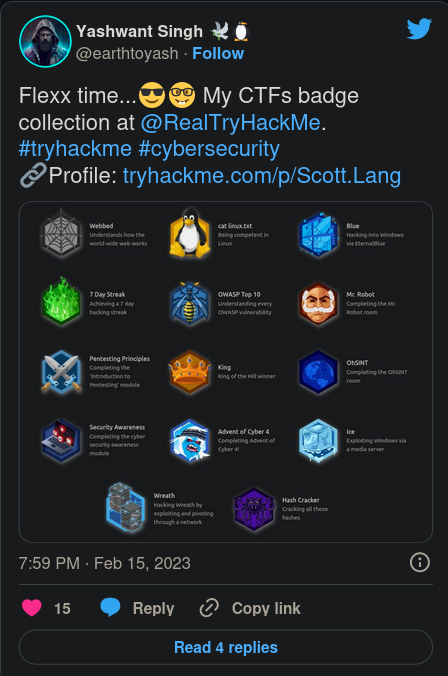 Yashwant Singh 🕊️🐧
@earthtoyash · Follow
Flexx time...😎🤓 My CTFs badge
collection at @RealTryHackMe.
#tryhackme #cybersecurity
🔗Profile: tryhackme.com/p/Scott.Lang
Webbed
Understands how the
world wide web works
cat linux.txt
Being competent in
Linux
Blue
Hacking into Windows
via EternalBlue
7 Day Streak
Achieving a 7 day
hacking streak
OWASP Top 10
Understanding every
OWASP vulnerability
Mr. Robot
Completing the Mr.
Robot room
Pentesting Principles
Completing the
'Introduction to
Pentesting' module
King
King of the Hill winner
OhSINT
Completing the OhSINT
room
Security Awareness
Completing the cyber
security awareness
module
Advent of Cyber 4
Completing Advent of
Cyber 4!
Ice
Exploiting Windows via
a media server
Wreath
Hacking Wreath by
exploiting and pivoting
through a network
Hash Cracker
Cracking all those
hashes
7:59 PM · Feb 15, 2023
15
Reply
Copy link
Read 4 replies